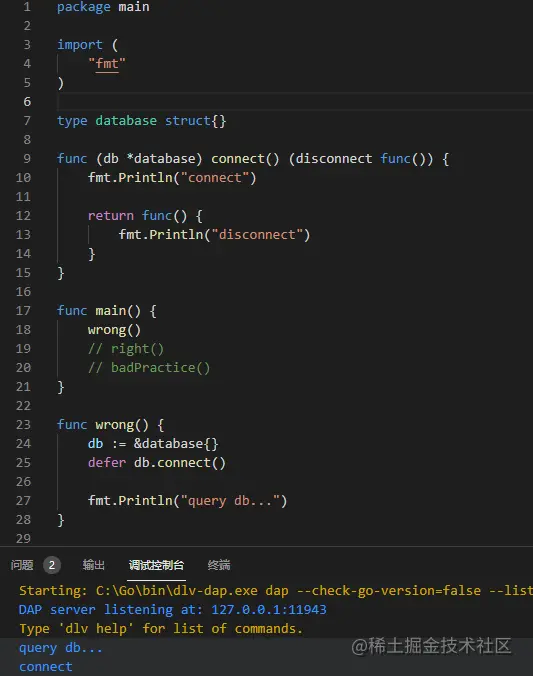 1 package main
2
3 import (
4 "fmt"
5 )
6
7 type database struct{}
8
9 func (db *database) connect() (disconnect func()) {
10 fmt.Println("connect")
11
12 return func() {
13 fmt.Println("disconnect")
14 }
15 }
16
17 func main() {
18 wrong()
19 // right()
20 // badPractice()
21 }
22
23 func wrong() {
24 db := &database{}
25 defer db.connect()
26
27 fmt.Println("query db...")
28 }
29
问题 2 输出 调试控制台 终端
Starting: C:\Go\bin\dlv-dap.exe dap --check-go-version=false --list
DAP server listening at: 127.0.0.1:11943
Type 'dlv help' for list of commands.
query db...
@稀土掘金技术社区
connect